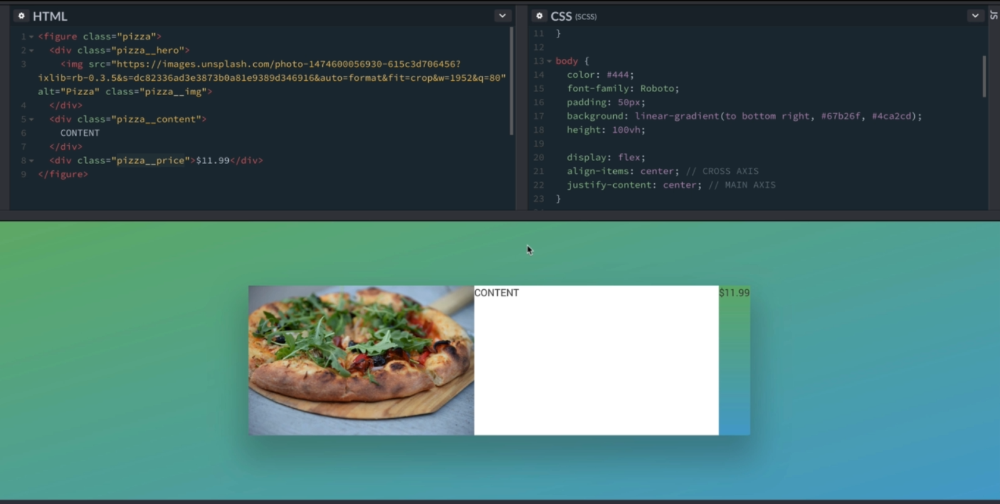 HTML
1 <figure class="pizza">
2 <div class="pizza__hero">
3 <img src="https://images.unsplash.com/photo-1474600056930-615c3d706456?
ixlib=rb-0.3.5&s=dc82336ad3e3873b0a81e9389d346916&auto=format&fit=crop&w=1952&q=80"
alt="Pizza" class="pizza__img">
4 </div>
5 <div class="pizza__content">
6 CONTENT
7 </div>
8 <div class="pizza__price">$11.99</div>
9 </figure>
CSS (SCSS)
11 }
12
13 body {
14 color: #444;
15 font-family: Roboto;
16 padding: 50px;
17 background: linear-gradient(to bottom right, #67b26f, #4ca2cd);
18 height: 100vh;
19
20 display: flex;
21 align-items: center; // CROSS AXIS
22 justify-content: center; // MAIN AXIS
23 }
JS
CONTENT
$11.99